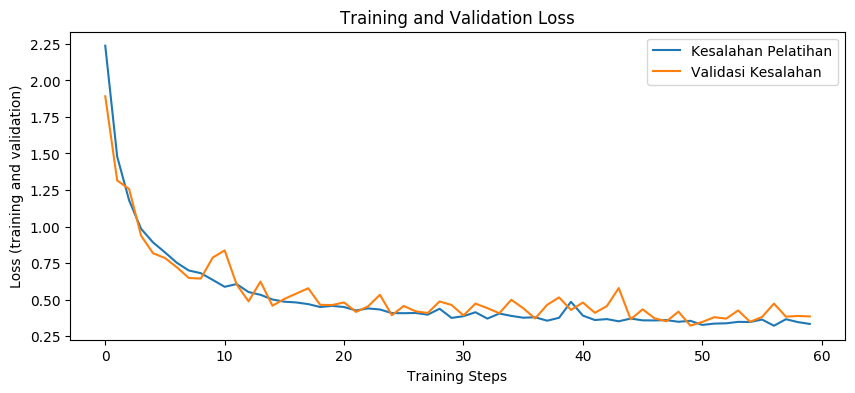 Training and Validation Loss
Kesalahan Pelatihan
Validasi Kesalahan
Loss (training and validation)
2.25
2.00
1.75
1.50
1.25
1.00
0.75
0.50
0.25
0 10 20 30 40 50 60
Training Steps